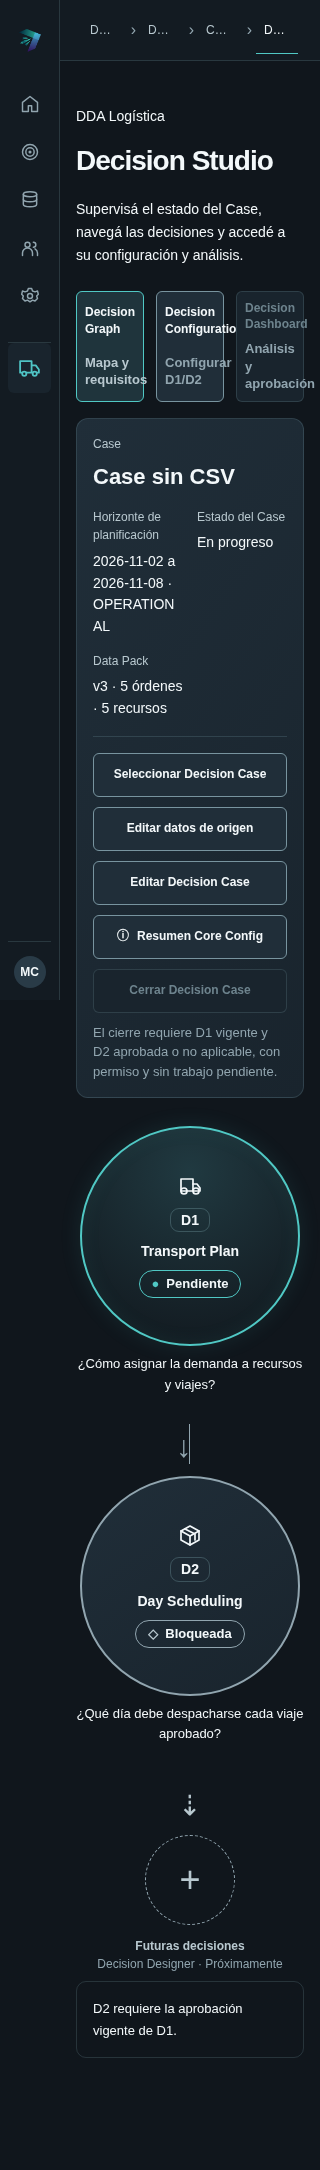 D... › D... › C... › D...
DDA Logística
Decision Studio
Supervisá el estado del Case,
navegá las decisiones y accedé a
su configuración y análisis.
Decision
Graph
Mapa y
requisitos
Decision
Configuratio
Configurar
D1/D2
Decision
Dashboard
Análisis
y
aprobación
Case
Case sin CSV
Horizonte de
planificación
2026-11-02 a
2026-11-08 ·
OPERATION
AL
Estado del Case
En progreso
Data Pack
v3 · 5 órdenes
· 5 recursos
Seleccionar Decision Case
Editar datos de origen
Editar Decision Case
Resumen Core Config
Cerrar Decision Case
El cierre requiere D1 vigente y
D2 aprobada o no aplicable, con
permiso y sin trabajo pendiente.
MC
D1
Transport Plan
● Pendiente
¿Cómo asignar la demanda a recursos
y viajes?
↓
D2
Day Scheduling
◇ Bloqueada
¿Qué día debe despacharse cada viaje
aprobado?
⇣
+
Futuras decisiones
Decision Designer · Próximamente
D2 requiere la aprobación
vigente de D1.